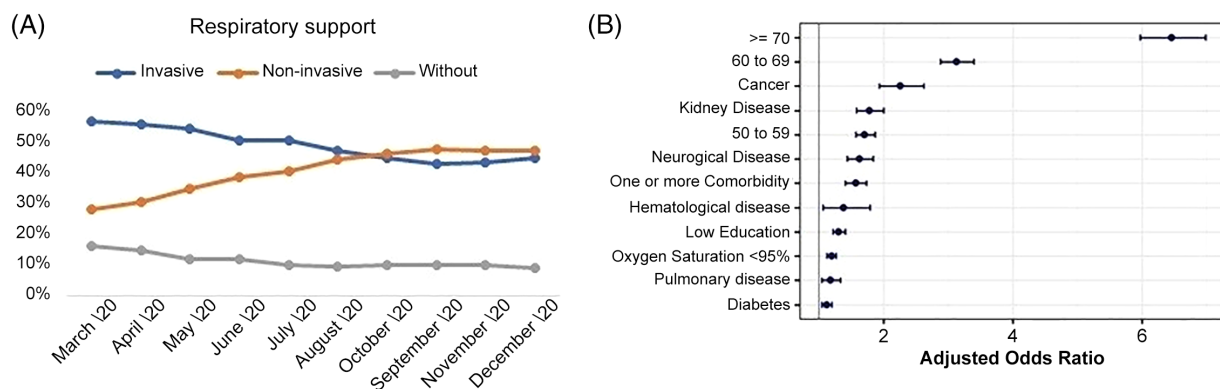 (A)
Respiratory support
Invasive Non-invasive Without
60%
50%
40%
30%
20%
10%
0%
March \20
April \20
May \20
June \20
July \20
August \20
October \20
September \20
November \20
December \20
(B)
>= 70
60 to 69
Cancer
Kidney Disease
50 to 59
Neurogical Disease
One or more Comorbidity
Hematological disease
Low Education
Oxygen Saturation <95%
Pulmonary disease
Diabetes
2 4 6
Adjusted Odds Ratio